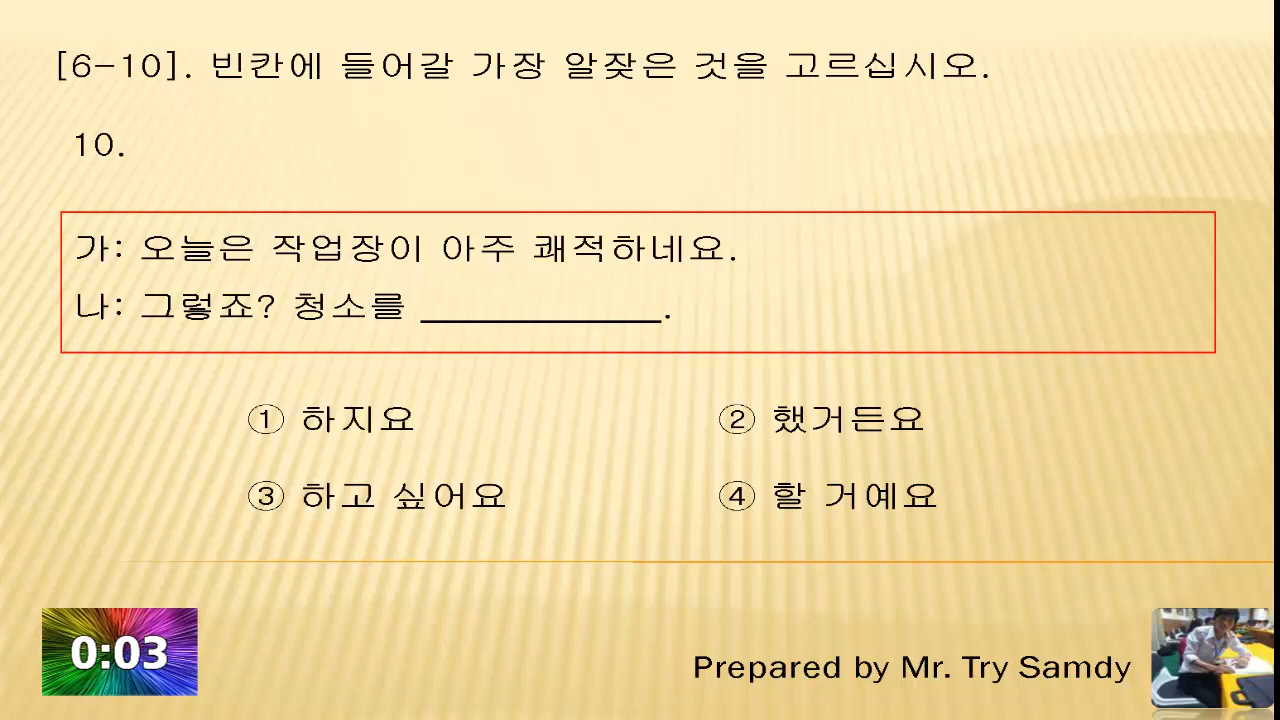 [6-10]. 빈칸에 들어갈 가장 알잦은 것을 고르십시오.
10.
가: 오늘은 작업장이 아주 쾌적하네요.
나: 그렇죠? 청소를 ____________.
① 하지요
② 했거든요
③ 하고 싶어요
④ 할 거예요
0:03
Prepared by Mr. Try Samdy